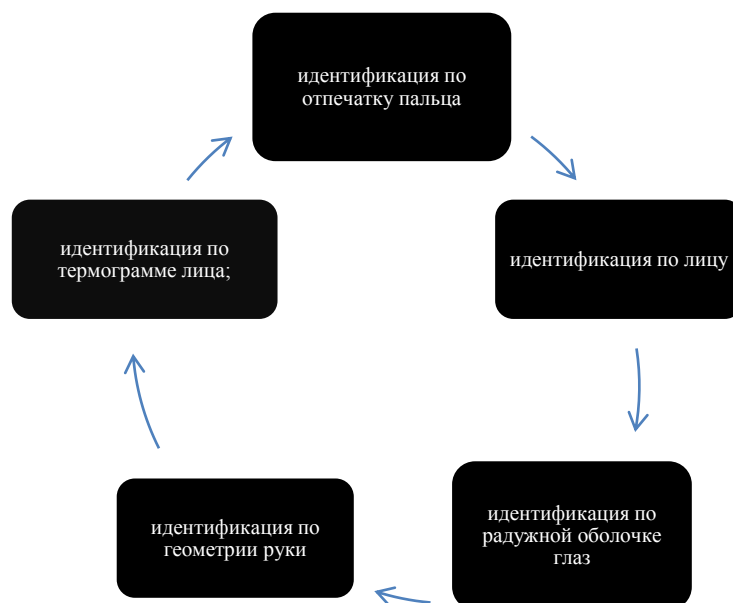 идентификация по
отпечатку пальца
идентификация по лицу
идентификация по
радужной оболочке
глаз
идентификация по
геометрии руки
идентификация по
термограмме лица;